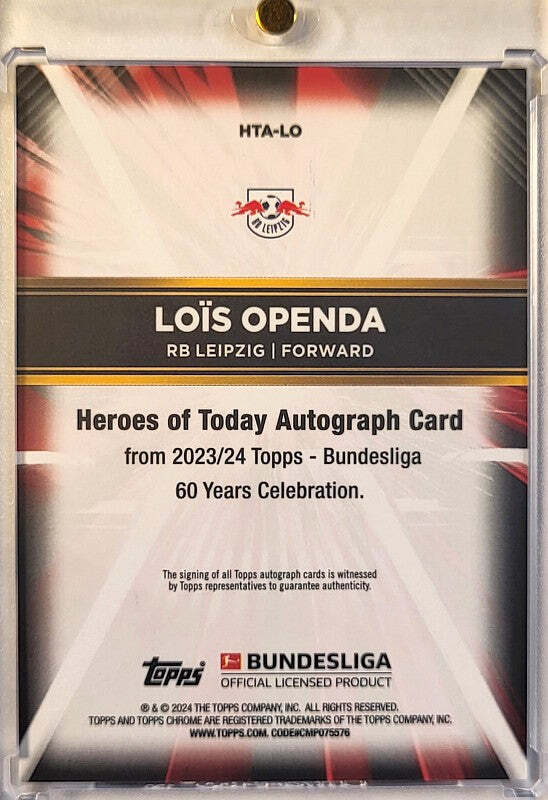 HTA-LO
RB LEIPZIG
LOÏS OPENDA
RB LEIPZIG | FORWARD
Heroes of Today Autograph Card
from 2023/24 Topps - Bundesliga
60 Years Celebration.
The signing of all Topps autograph cards is witnessed
by Topps representatives to guarantee authenticity.
topps
BUNDESLIGA
OFFICIAL LICENSED PRODUCT
® & © 2024 THE TOPPS COMPANY, INC. ALL RIGHTS RESERVED.
TOPPS AND TOPPS CHROME ARE REGISTERED TRADEMARKS OF THE TOPPS COMPANY, INC.
WWW.TOPPS.COM. CODE#CMP075576